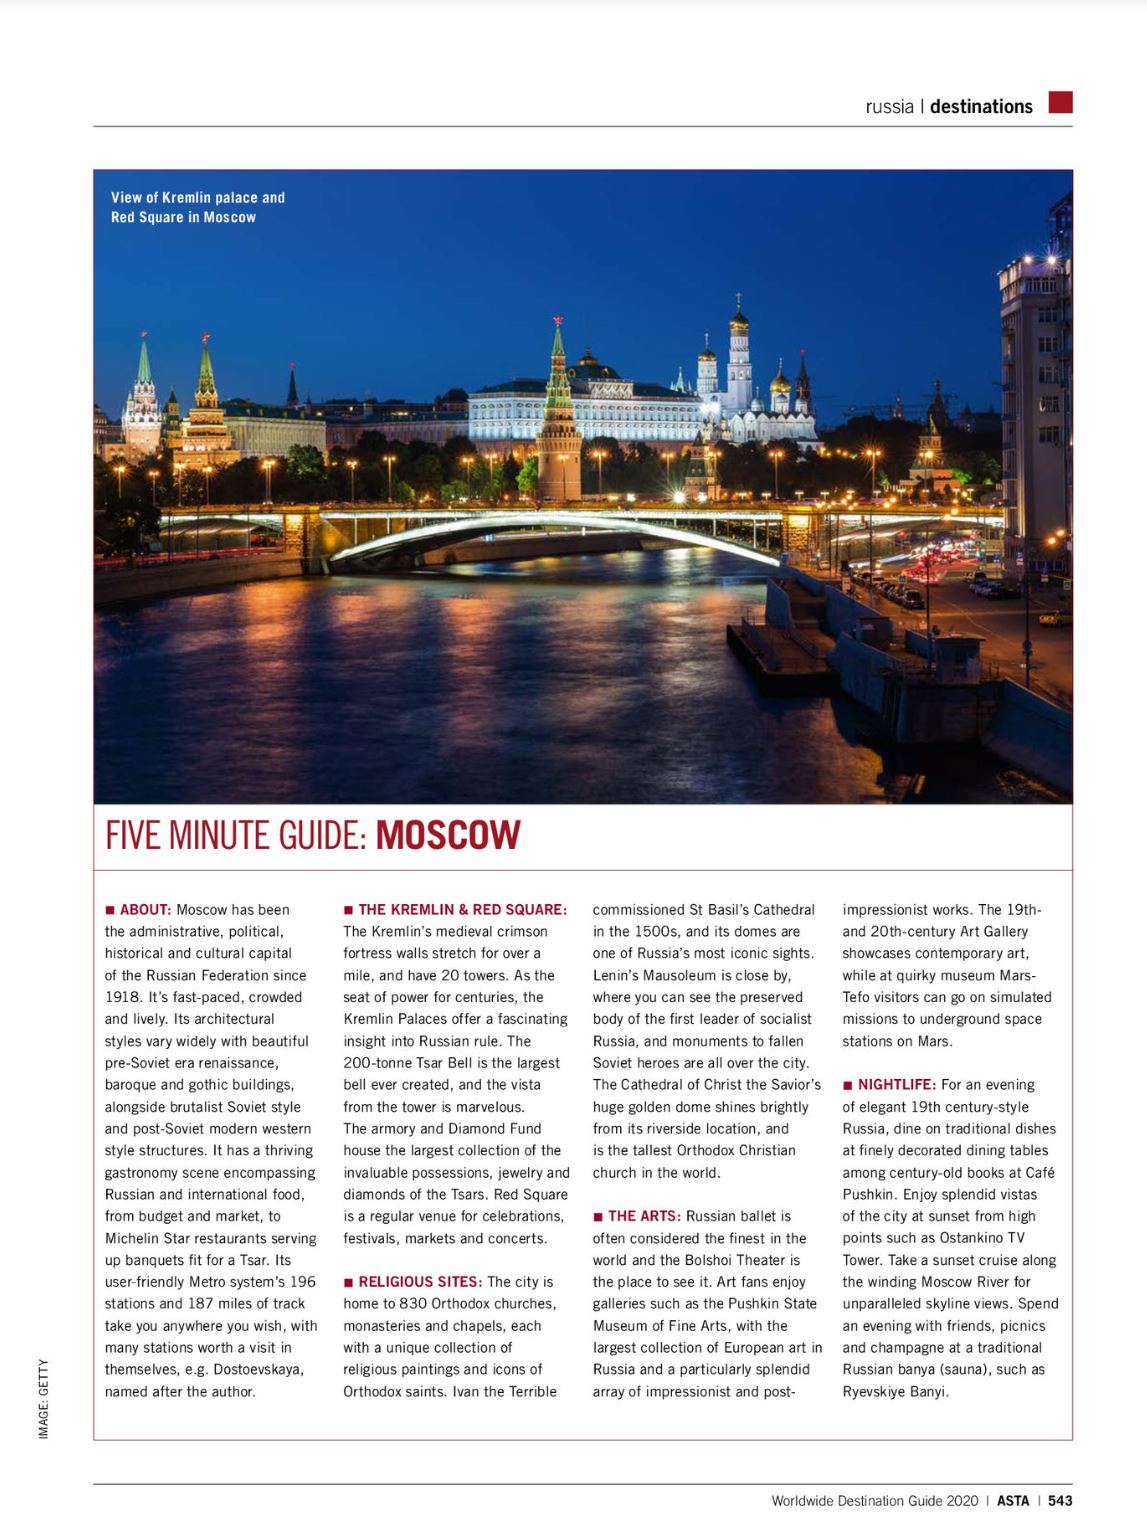 russia | destinations
View of Kremlin palace and
Red Square in Moscow
FIVE MINUTE GUIDE: MOSCOW
■ ABOUT: Moscow has been
the administrative, political,
historical and cultural capital
of the Russian Federation since
1918. It's fast-paced, crowded
and lively. Its architectural
styles vary widely with beautiful
pre-Soviet era renaissance,
baroque and gothic buildings,
alongside brutalist Soviet style
and post-Soviet modern western
style structures. It has a thriving
gastronomy scene encompassing
Russian and international food,
from budget and market, to
Michelin Star restaurants serving
up banquets fit for a Tsar. Its
user-friendly Metro system's 196
stations and 187 miles of track
take you anywhere you wish, with
many stations worth a visit in
themselves, e.g. Dostoevskaya,
named after the author.
■ THE KREMLIN & RED SQUARE:
The Kremlin's medieval crimson
fortress walls stretch for over a
mile, and have 20 towers. As the
seat of power for centuries, the
Kremlin Palaces offer a fascinating
insight into Russian rule. The
200-tonne Tsar Bell is the largest
bell ever created, and the vista
from the tower is marvelous.
The armory and Diamond Fund
house the largest collection of the
invaluable possessions, jewelry and
diamonds of the Tsars. Red Square
is a regular venue for celebrations,
festivals, markets and concerts.
■ RELIGIOUS SITES: The city is
home to 830 Orthodox churches,
monasteries and chapels, each
with a unique collection of
religious paintings and icons of
Orthodox saints. Ivan the Terrible
commissioned St Basil's Cathedral
in the 1500s, and its domes are
one of Russia's most iconic sights.
Lenin's Mausoleum is close by,
where you can see the preserved
body of the first leader of socialist
Russia, and monuments to fallen
Soviet heroes are all over the city.
The Cathedral of Christ the Savior's
huge golden dome shines brightly
from its riverside location, and
is the tallest Orthodox Christian
church in the world.
■ THE ARTS: Russian ballet is
often considered the finest in the
world and the Bolshoi Theater is
the place to see it. Art fans enjoy
galleries such as the Pushkin State
Museum of Fine Arts, with the
largest collection of European art in
Russia and a particularly splendid
array of impressionist and post-
impressionist works. The 19th-
and 20th-century Art Gallery
showcases contemporary art,
while at quirky museum Mars-
Tefo visitors can go on simulated
missions to underground space
stations on Mars.
■ NIGHTLIFE: For an evening
of elegant 19th century-style
Russia, dine on traditional dishes
at finely decorated dining tables
among century-old books at Café
Pushkin. Enjoy splendid vistas
of the city at sunset from high
points such as Ostankino TV
Tower. Take a sunset cruise along
the winding Moscow River for
unparalleled skyline views. Spend
an evening with friends, picnics
and champagne at a traditional
Russian banya (sauna), such as
Ryevskiye Banyi.
IMAGE: GETTY
Worldwide Destination Guide 2020 | ASTA | 543